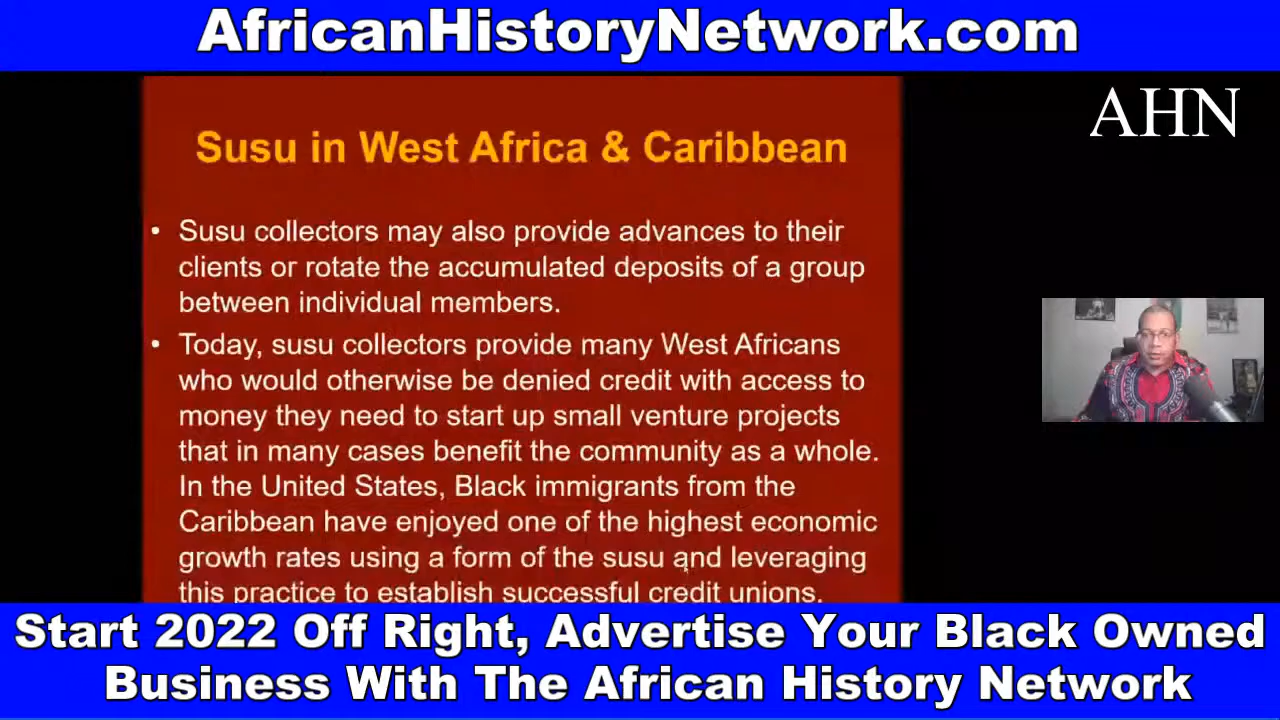 AfricanHistoryNetwork.com
AHN
Susu in West Africa & Caribbean
• Susu collectors may also provide advances to their
clients or rotate the accumulated deposits of a group
between individual members.
• Today, susu collectors provide many West Africans
who would otherwise be denied credit with access to
money they need to start up small venture projects
that in many cases benefit the community as a whole.
In the United States, Black immigrants from the
Caribbean have enjoyed one of the highest economic
growth rates using a form of the susu and leveraging
this practice to establish successful credit unions.
Start 2022 Off Right, Advertise Your Black Owned
Business With The African History Network